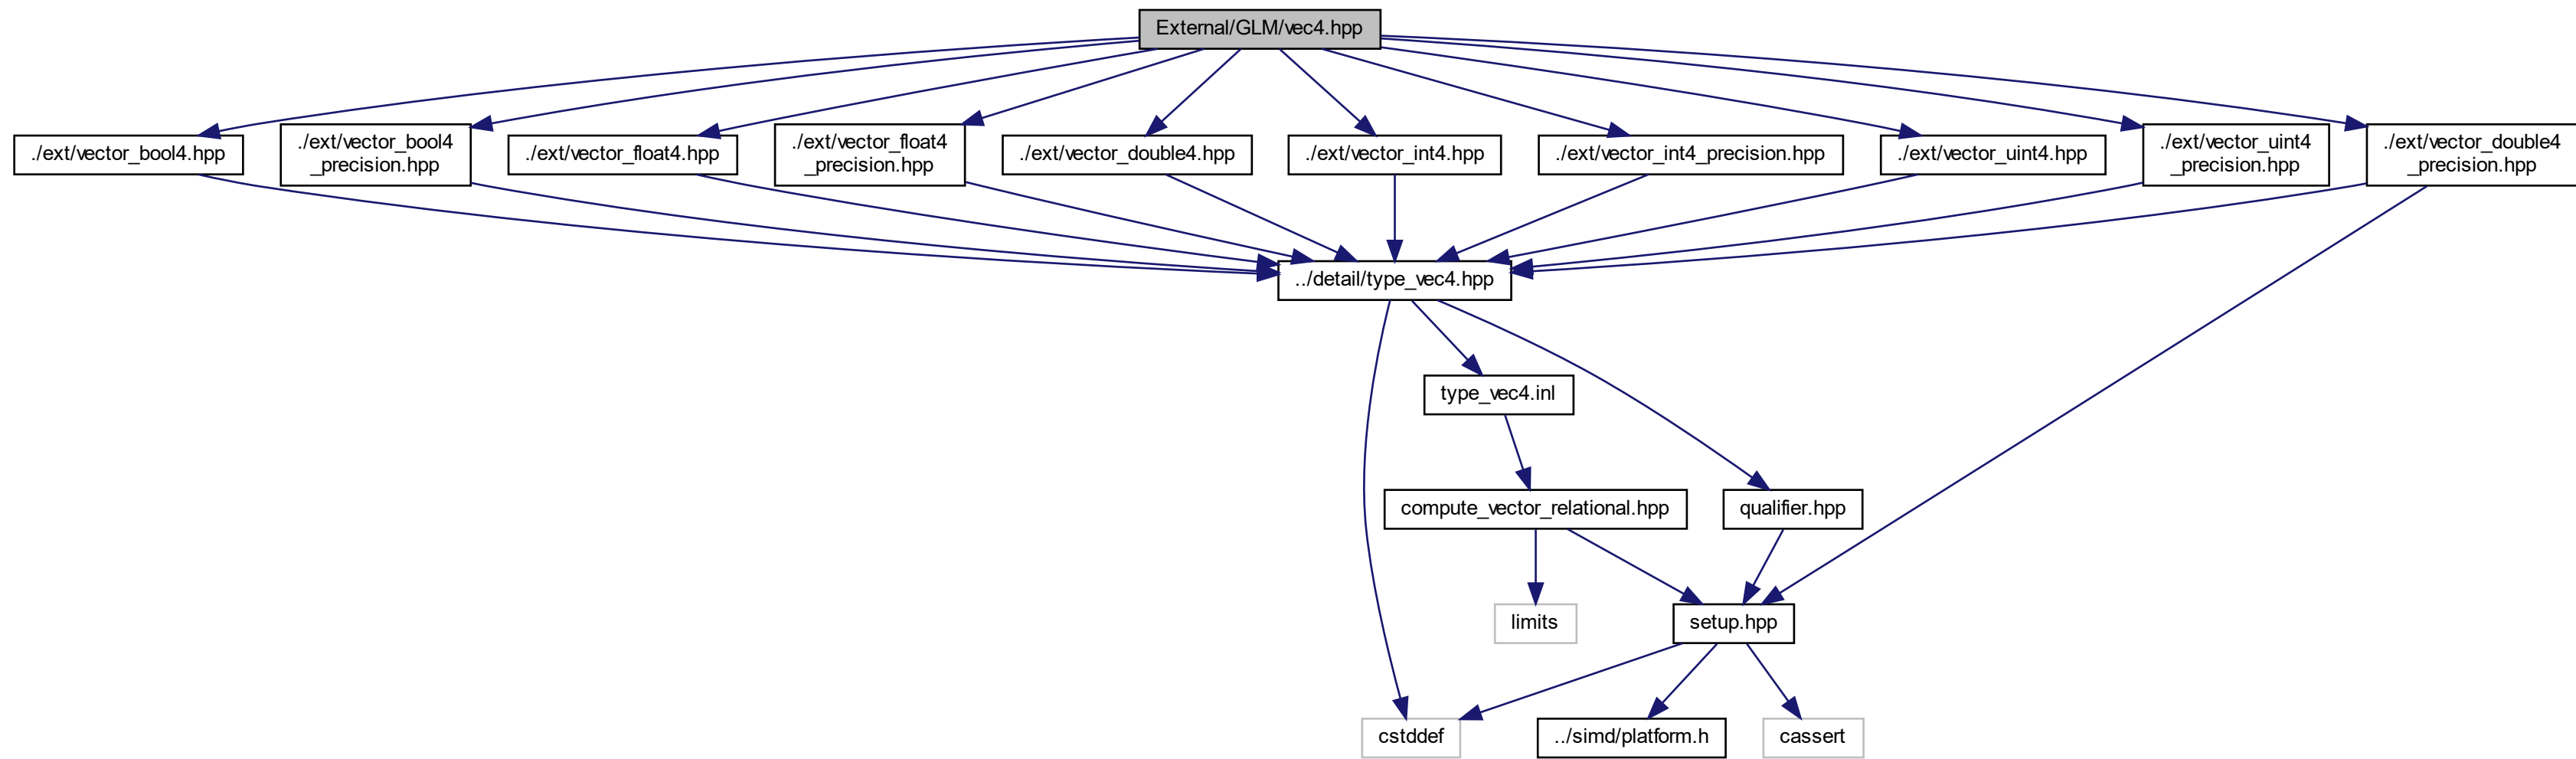 External/GLM/vec4.hpp
./ext/vector_bool4.hpp
./ext/vector_bool4
_precision.hpp
./ext/vector_float4.hpp
./ext/vector_float4
_precision.hpp
./ext/vector_double4.hpp
./ext/vector_int4.hpp
./ext/vector_int4_precision.hpp
./ext/vector_uint4.hpp
./ext/vector_uint4
_precision.hpp
./ext/vector_double4
_precision.hpp
../detail/type_vec4.hpp
type_vec4.inl
compute_vector_relational.hpp
qualifier.hpp
limits
setup.hpp
cstddef
../simd/platform.h
cassert